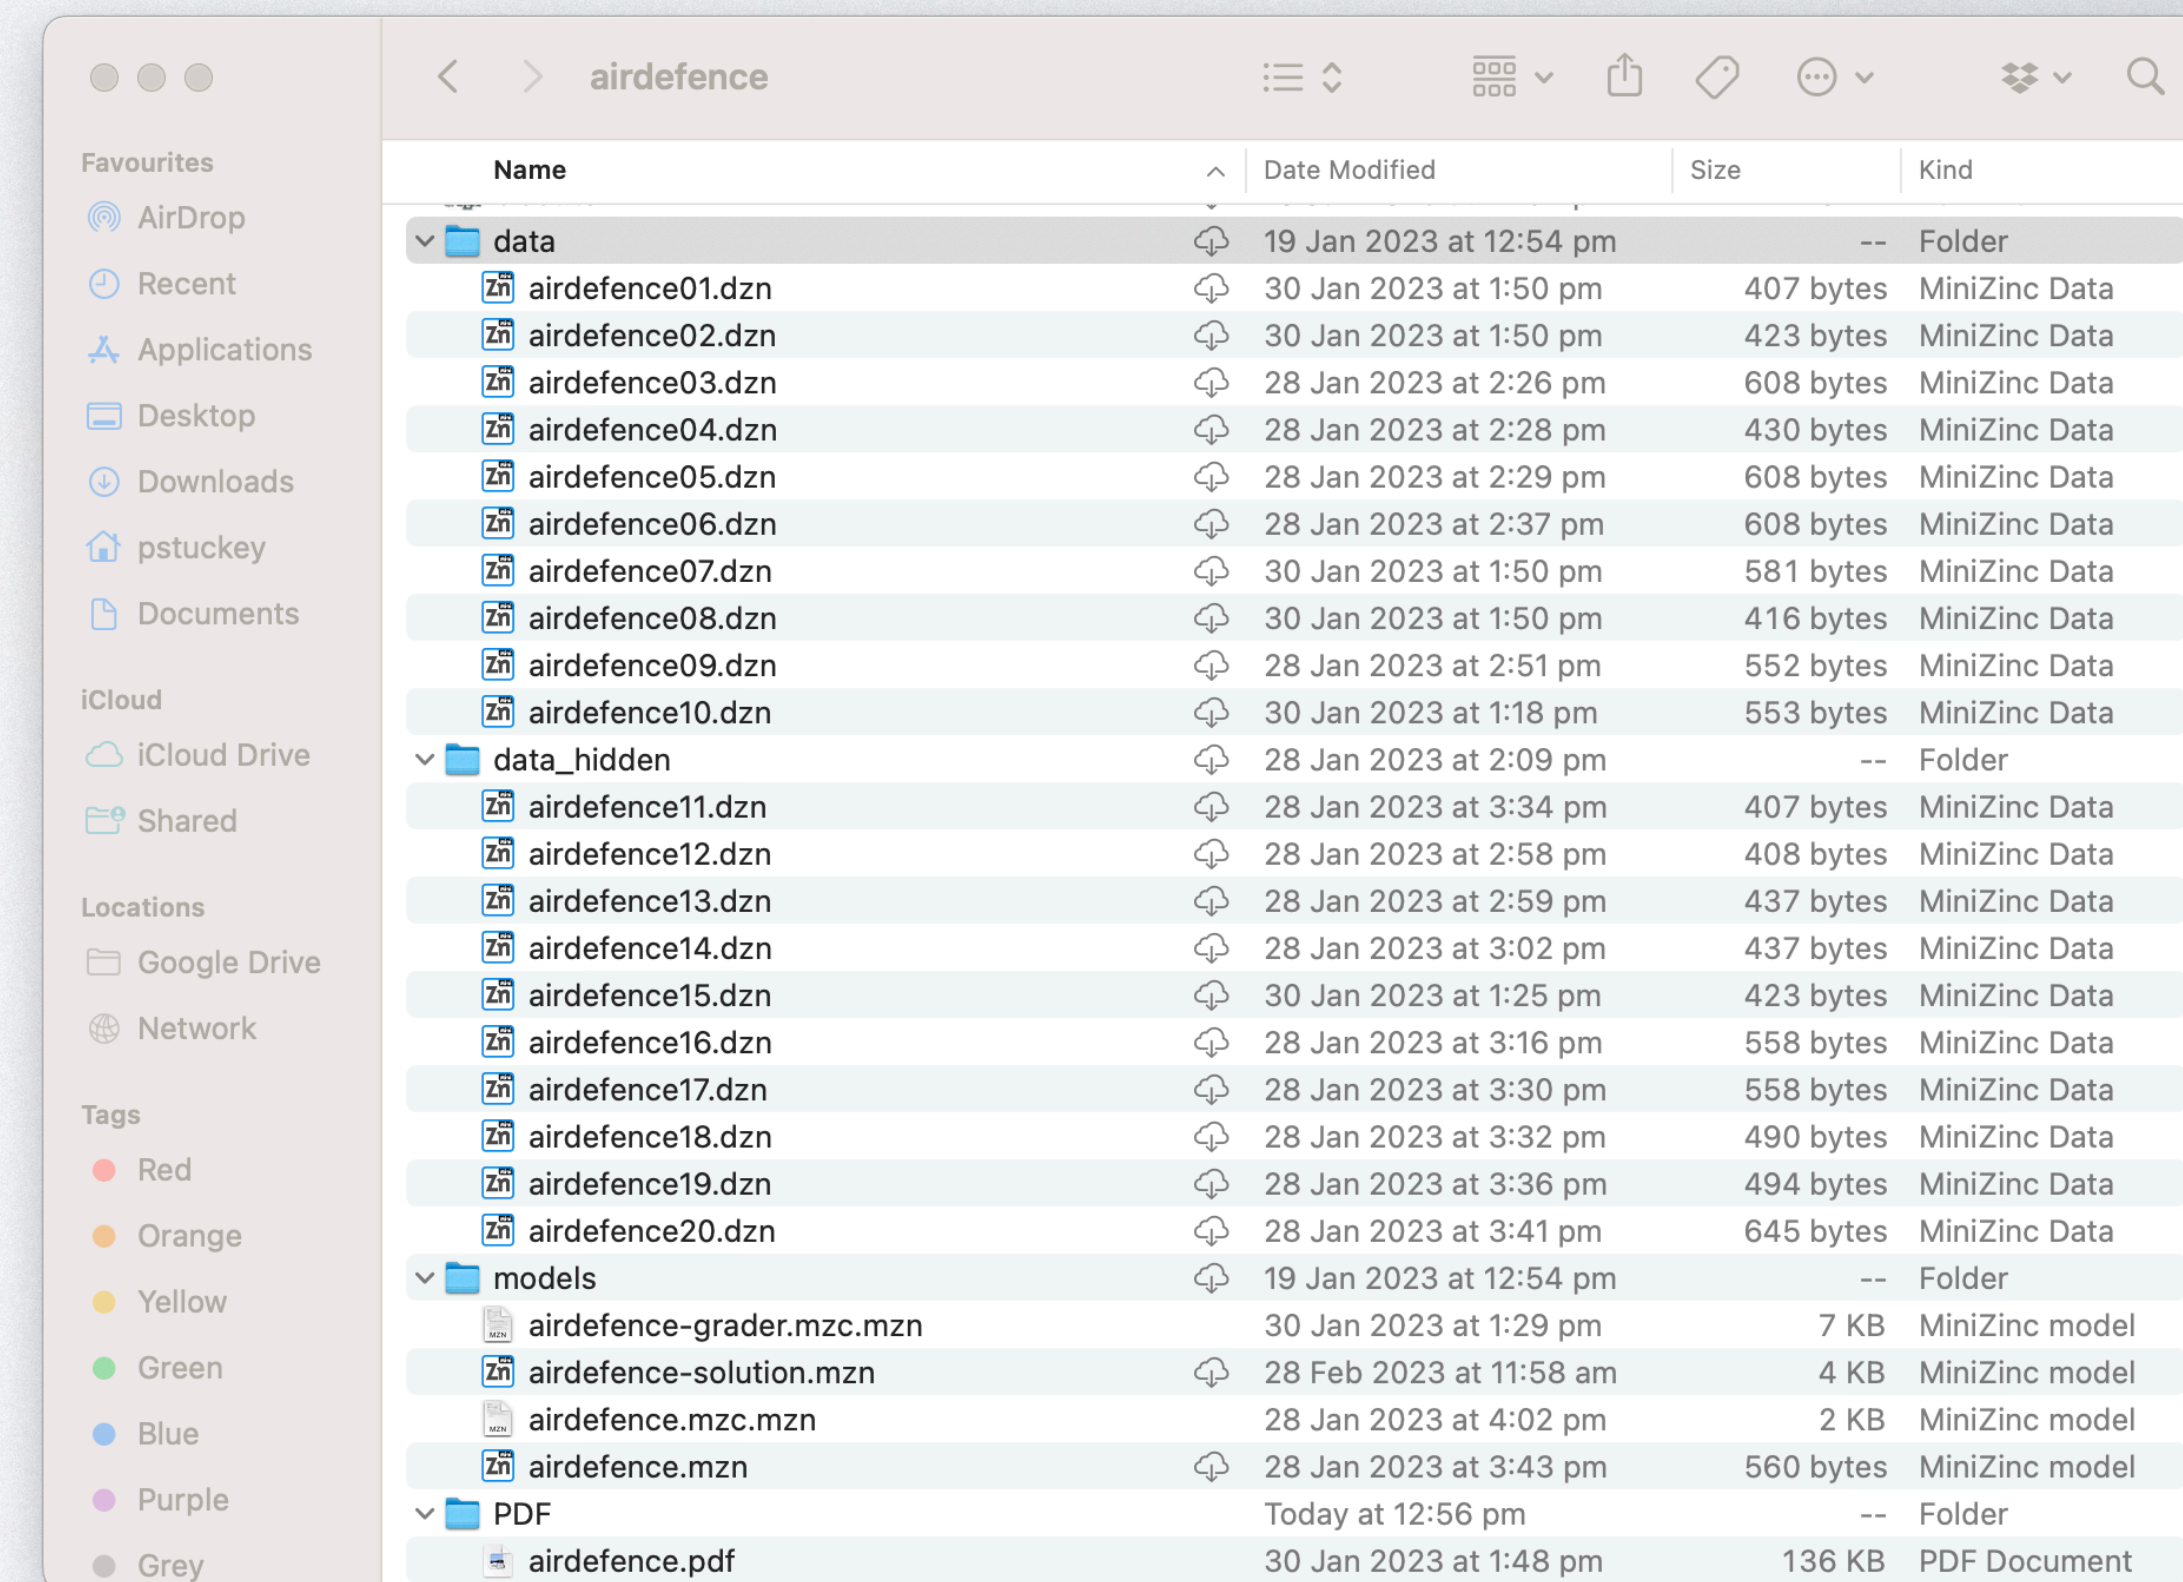 airdefence
Favourites
AirDrop
Recent
Applications
Desktop
Downloads
pstuckey
Documents
iCloud
iCloud Drive
Shared
Locations
Google Drive
Network
Tags
Red
Orange
Yellow
Green
Blue
Purple
Grey
Name Date Modified Size Kind
data 19 Jan 2023 at 12:54 pm -- Folder
airdefence01.dzn 30 Jan 2023 at 1:50 pm 407 bytes MiniZinc Data
airdefence02.dzn 30 Jan 2023 at 1:50 pm 423 bytes MiniZinc Data
airdefence03.dzn 28 Jan 2023 at 2:26 pm 608 bytes MiniZinc Data
airdefence04.dzn 28 Jan 2023 at 2:28 pm 430 bytes MiniZinc Data
airdefence05.dzn 28 Jan 2023 at 2:29 pm 608 bytes MiniZinc Data
airdefence06.dzn 28 Jan 2023 at 2:37 pm 608 bytes MiniZinc Data
airdefence07.dzn 30 Jan 2023 at 1:50 pm 581 bytes MiniZinc Data
airdefence08.dzn 30 Jan 2023 at 1:50 pm 416 bytes MiniZinc Data
airdefence09.dzn 28 Jan 2023 at 2:51 pm 552 bytes MiniZinc Data
airdefence10.dzn 30 Jan 2023 at 1:18 pm 553 bytes MiniZinc Data
data_hidden 28 Jan 2023 at 2:09 pm -- Folder
airdefence11.dzn 28 Jan 2023 at 3:34 pm 407 bytes MiniZinc Data
airdefence12.dzn 28 Jan 2023 at 2:58 pm 408 bytes MiniZinc Data
airdefence13.dzn 28 Jan 2023 at 2:59 pm 437 bytes MiniZinc Data
airdefence14.dzn 28 Jan 2023 at 3:02 pm 437 bytes MiniZinc Data
airdefence15.dzn 30 Jan 2023 at 1:25 pm 423 bytes MiniZinc Data
airdefence16.dzn 28 Jan 2023 at 3:16 pm 558 bytes MiniZinc Data
airdefence17.dzn 28 Jan 2023 at 3:30 pm 558 bytes MiniZinc Data
airdefence18.dzn 28 Jan 2023 at 3:32 pm 490 bytes MiniZinc Data
airdefence19.dzn 28 Jan 2023 at 3:36 pm 494 bytes MiniZinc Data
airdefence20.dzn 28 Jan 2023 at 3:41 pm 645 bytes MiniZinc Data
models 19 Jan 2023 at 12:54 pm -- Folder
airdefence-grader.mzc.mzn 30 Jan 2023 at 1:29 pm 7 KB MiniZinc model
airdefence-solution.mzn 28 Feb 2023 at 11:58 am 4 KB MiniZinc model
airdefence.mzc.mzn 28 Jan 2023 at 4:02 pm 2 KB MiniZinc model
airdefence.mzn 28 Jan 2023 at 3:43 pm 560 bytes MiniZinc model
PDF Today at 12:56 pm -- Folder
airdefence.pdf 30 Jan 2023 at 1:48 pm 136 KB PDF Document